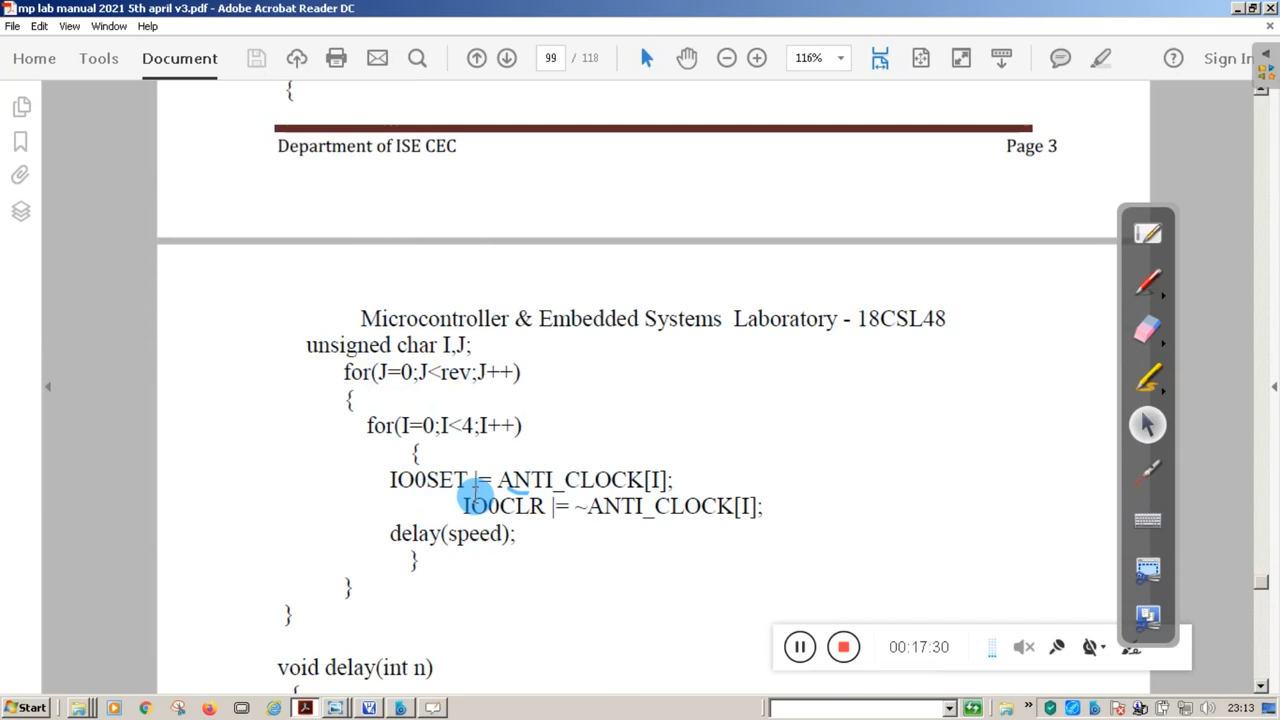 mp lab manual 2021 5th april v3.pdf - Adobe Acrobat Reader DC
File Edit View Window Help
Home Tools Document 99 / 118 116% Sign In
{
Department of ISE CEC Page 3
Microcontroller & Embedded Systems Laboratory - 18CSL48
unsigned char I,J;
for(J=0;J<rev;J++)
{
for(I=0;I<4;I++)
{
IO0SET |= ANTI_CLOCK[I];
IO0CLR |= ~ANTI_CLOCK[I];
delay(speed);
}
}
}
00:17:30
void delay(int n)
{
Start 23:13